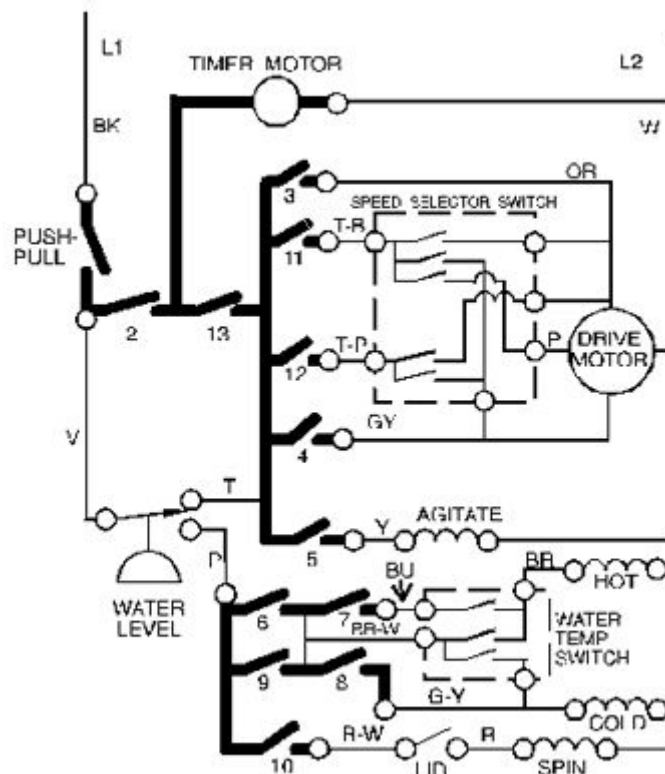 L1
TIMER MOTOR
L2
BK
W
3
OR
SPEED SELECTOR SWITCH
T-R
PUSH-
PULL
11
2
13
P
DRIVE
MOTOR
T-P
12
GY
V
4
T
Y
AGITATE
5
P
BU
BR
HOT
WATER
LEVEL
6
7
BR-W
WATER
TEMP
SWITCH
9
8
G-Y
COLD
R-W
R
10
LID
SPIN